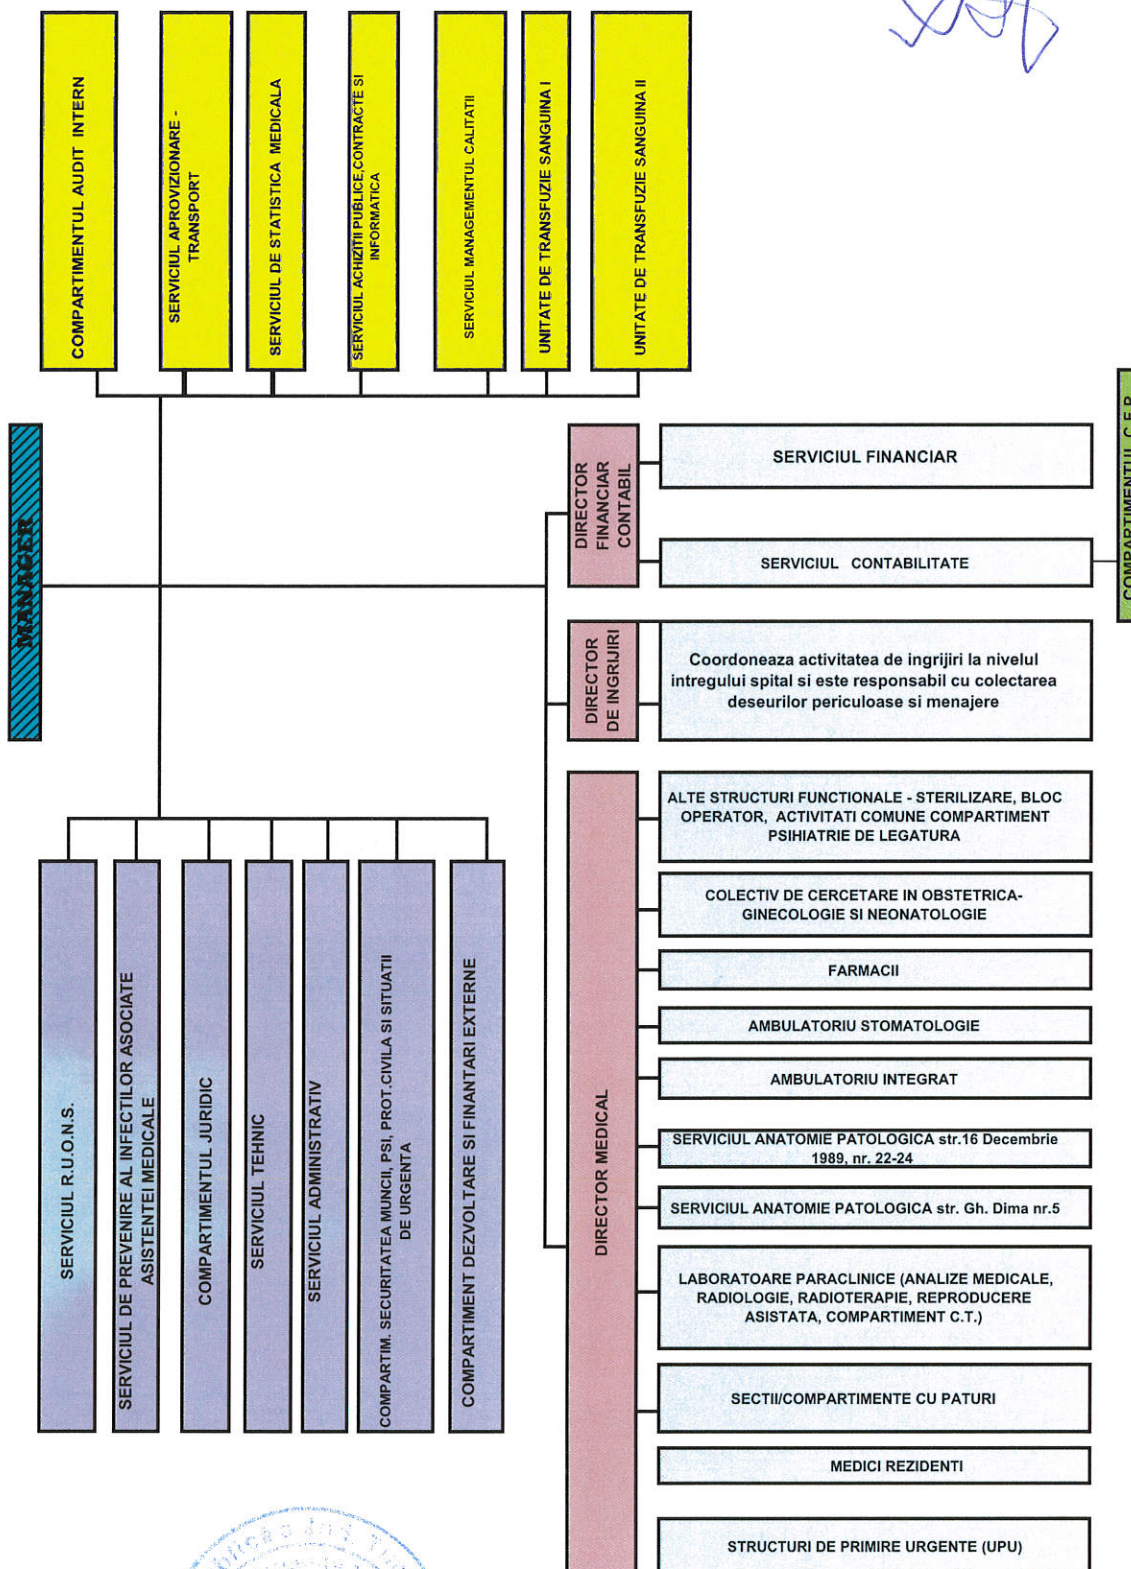 MANAGER
COMPARTIMENTUL AUDIT INTERN
SERVICIUL APROVIZIONARE -
TRANSPORT
SERVICIUL DE STATISTICA MEDICALA
SERVICIUL ACHIZITII PUBLICE,CONTRACTE SI
INFORMATICA
SERVICIUL MANAGEMENTUL CALITATII
UNITATE DE TRANSFUZIE SANGUINA I
UNITATE DE TRANSFUZIE SANGUINA II
SERVICIUL R.U.O.N.S.
SERVICIUL DE PREVENIRE AL INFECTILOR ASOCIATE
ASISTENTEI MEDICALE
COMPARTIMENTUL JURIDIC
SERVICIUL TEHNIC
SERVICIUL ADMINISTRATIV
COMPARTIM. SECURITATEA MUNCII, PSI, PROT.CIVILA SI SITUATII
DE URGENTA
COMPARTIMENT DEZVOLTARE SI FINANTARI EXTERNE
DIRECTOR
FINANCIAR
CONTABIL
SERVICIUL FINANCIAR
SERVICIUL CONTABILITATE
COMPARTIMENTUL C.F.P.
DIRECTOR
DE INGRIJIRI
Coordoneaza activitatea de ingrijiri la nivelul
intregului spital si este responsabil cu colectarea
deseurilor periculoase si menajere
DIRECTOR MEDICAL
ALTE STRUCTURI FUNCTIONALE - STERILIZARE, BLOC
OPERATOR, ACTIVITATI COMUNE COMPARTIMENT
PSIHIATRIE DE LEGATURA
COLECTIV DE CERCETARE IN OBSTETRICA-
GINECOLOGIE SI NEONATOLOGIE
FARMACII
AMBULATORIU STOMATOLOGIE
AMBULATORIU INTEGRAT
SERVICIUL ANATOMIE PATOLOGICA str.16 Decembrie
1989, nr. 22-24
SERVICIUL ANATOMIE PATOLOGICA str. Gh. Dima nr.5
LABORATOARE PARACLINICE (ANALIZE MEDICALE,
RADIOLOGIE, RADIOTERAPIE, REPRODUCERE
ASISTATA, COMPARTIMENT C.T.)
SECTII/COMPARTIMENTE CU PATURI
MEDICI REZIDENTI
STRUCTURI DE PRIMIRE URGENTE (UPU)